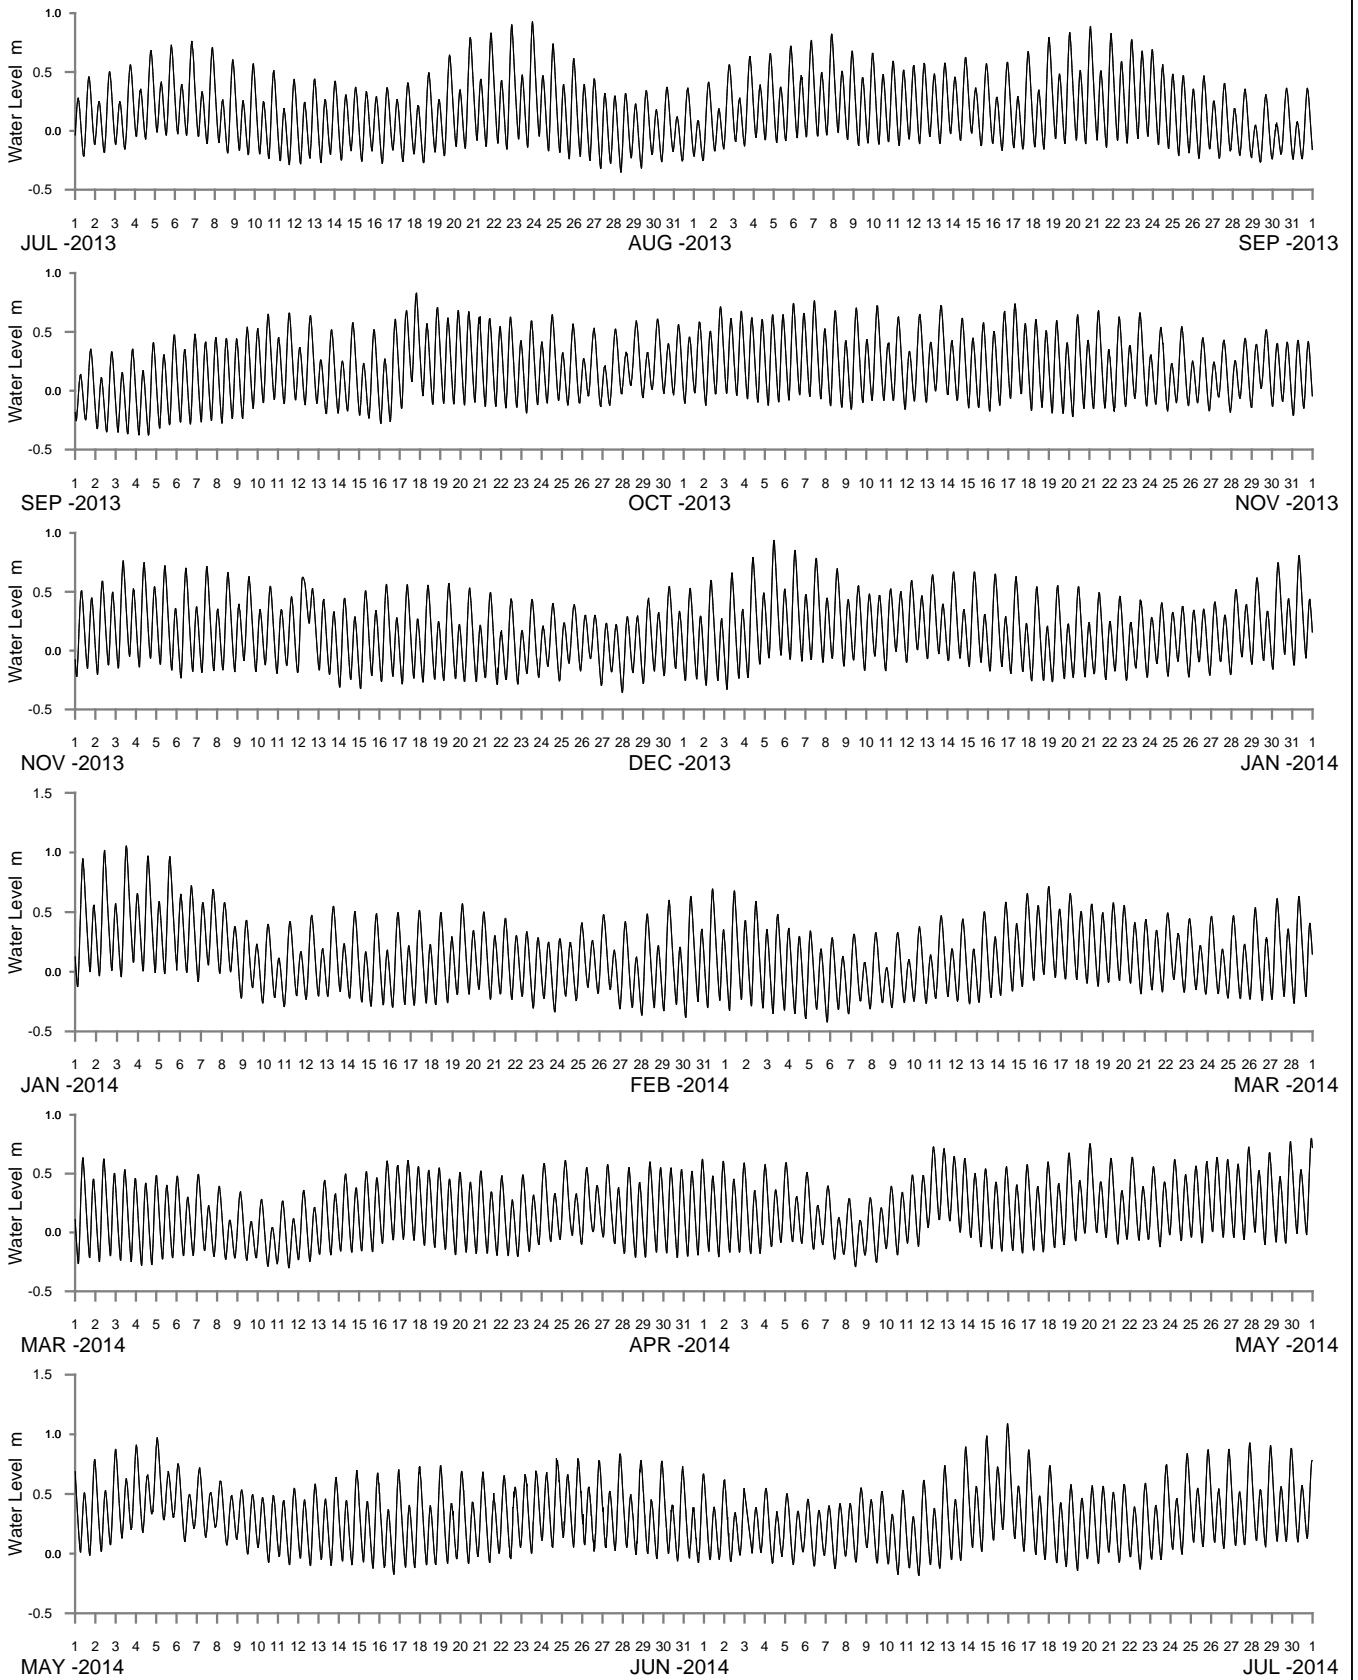 1.0
0.5
0.0
-0.5
Water Level m
1 2 3 4 5 6 7 8 9 10 11 12 13 14 15 16 17 18 19 20 21 22 23 24 25 26 27 28 29 30 31 1 2 3 4 5 6 7 8 9 10 11 12 13 14 15 16 17 18 19 20 21 22 23 24 25 26 27 28 29 30 31 1
JUL -2013 AUG -2013 SEP -2013
1.0
0.5
0.0
-0.5
Water Level m
1 2 3 4 5 6 7 8 9 10 11 12 13 14 15 16 17 18 19 20 21 22 23 24 25 26 27 28 29 30 1 2 3 4 5 6 7 8 9 10 11 12 13 14 15 16 17 18 19 20 21 22 23 24 25 26 27 28 29 30 31 1
SEP -2013 OCT -2013 NOV -2013
1.0
0.5
0.0
-0.5
Water Level m
1 2 3 4 5 6 7 8 9 10 11 12 13 14 15 16 17 18 19 20 21 22 23 24 25 26 27 28 29 30 1 2 3 4 5 6 7 8 9 10 11 12 13 14 15 16 17 18 19 20 21 22 23 24 25 26 27 28 29 30 31 1
NOV -2013 DEC -2013 JAN -2014
1.5
1.0
0.5
0.0
-0.5
Water Level m
1 2 3 4 5 6 7 8 9 10 11 12 13 14 15 16 17 18 19 20 21 22 23 24 25 26 27 28 29 30 31 1 2 3 4 5 6 7 8 9 10 11 12 13 14 15 16 17 18 19 20 21 22 23 24 25 26 27 28 1
JAN -2014 FEB -2014 MAR -2014
1.0
0.5
0.0
-0.5
Water Level m
1 2 3 4 5 6 7 8 9 10 11 12 13 14 15 16 17 18 19 20 21 22 23 24 25 26 27 28 29 30 31 1 2 3 4 5 6 7 8 9 10 11 12 13 14 15 16 17 18 19 20 21 22 23 24 25 26 27 28 29 30 1
MAR -2014 APR -2014 MAY -2014
1.5
1.0
0.5
0.0
-0.5
Water Level m
1 2 3 4 5 6 7 8 9 10 11 12 13 14 15 16 17 18 19 20 21 22 23 24 25 26 27 28 29 30 31 1 2 3 4 5 6 7 8 9 10 11 12 13 14 15 16 17 18 19 20 21 22 23 24 25 26 27 28 29 30 1
MAY -2014 JUN -2014 JUL -2014